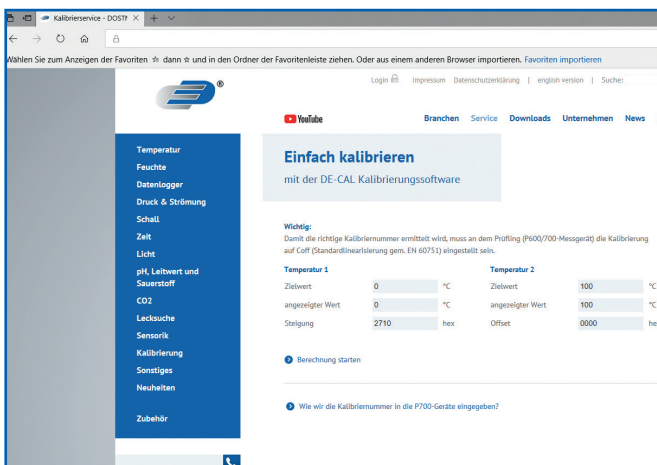 Kalibrierservice - DOSTM
Wählen Sie zum Anzeigen der Favoriten ☆ dann ☆ und in den Ordner der Favoritenleiste ziehen. Oder aus einem anderen Browser importieren. Favoriten importieren
Login Impressum Datenschutzerklärung | english version | Suche:
®
YouTube
Branchen Service Downloads Unternehmen News
Temperatur
Feuchte
Datenlogger
Druck & Strömung
Schall
Zeit
Licht
pH, Leitwert und
Sauerstoff
CO2
Lecksuche
Sensorik
Kalibrierung
Sonstiges
Neuheiten
Zubehör
Einfach kalibrieren
mit der DE-CAL Kalibrierungssoftware
Wichtig:
Damit die richtige Kalibriernummer ermittelt wird, muss an dem Prüfling (P600/700-Messgerät) die Kalibrierung
auf Coff (Standardlinearisierung gem. EN 60751) eingestellt sein.
Temperatur 1 Temperatur 2
Zielwert 0 °C Zielwert 100 °C
angezeigter Wert 0 °C angezeigter Wert 100 °C
Steigung 2710 hex Offset 0000 he
Berechnung starten
Wie wir die Kalibriernummer in die P700-Geräte eingegeben?